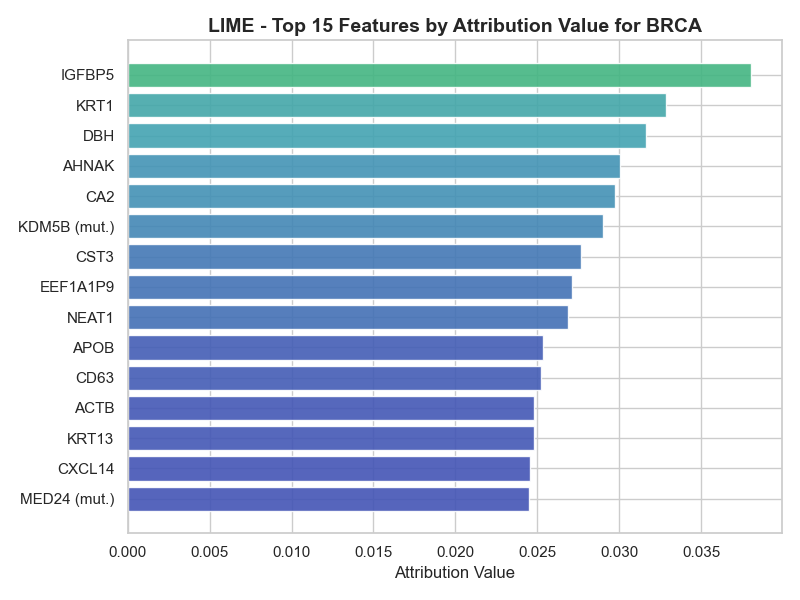 LIME - Top 15 Features by Attribution Value for BRCA
IGFBP5
KRT1
DBH
AHNAK
CA2
KDM5B (mut.)
CST3
EEF1A1P9
NEAT1
APOB
CD63
ACTB
KRT13
CXCL14
MED24 (mut.)
0.000 0.005 0.010 0.015 0.020 0.025 0.030 0.035
Attribution Value